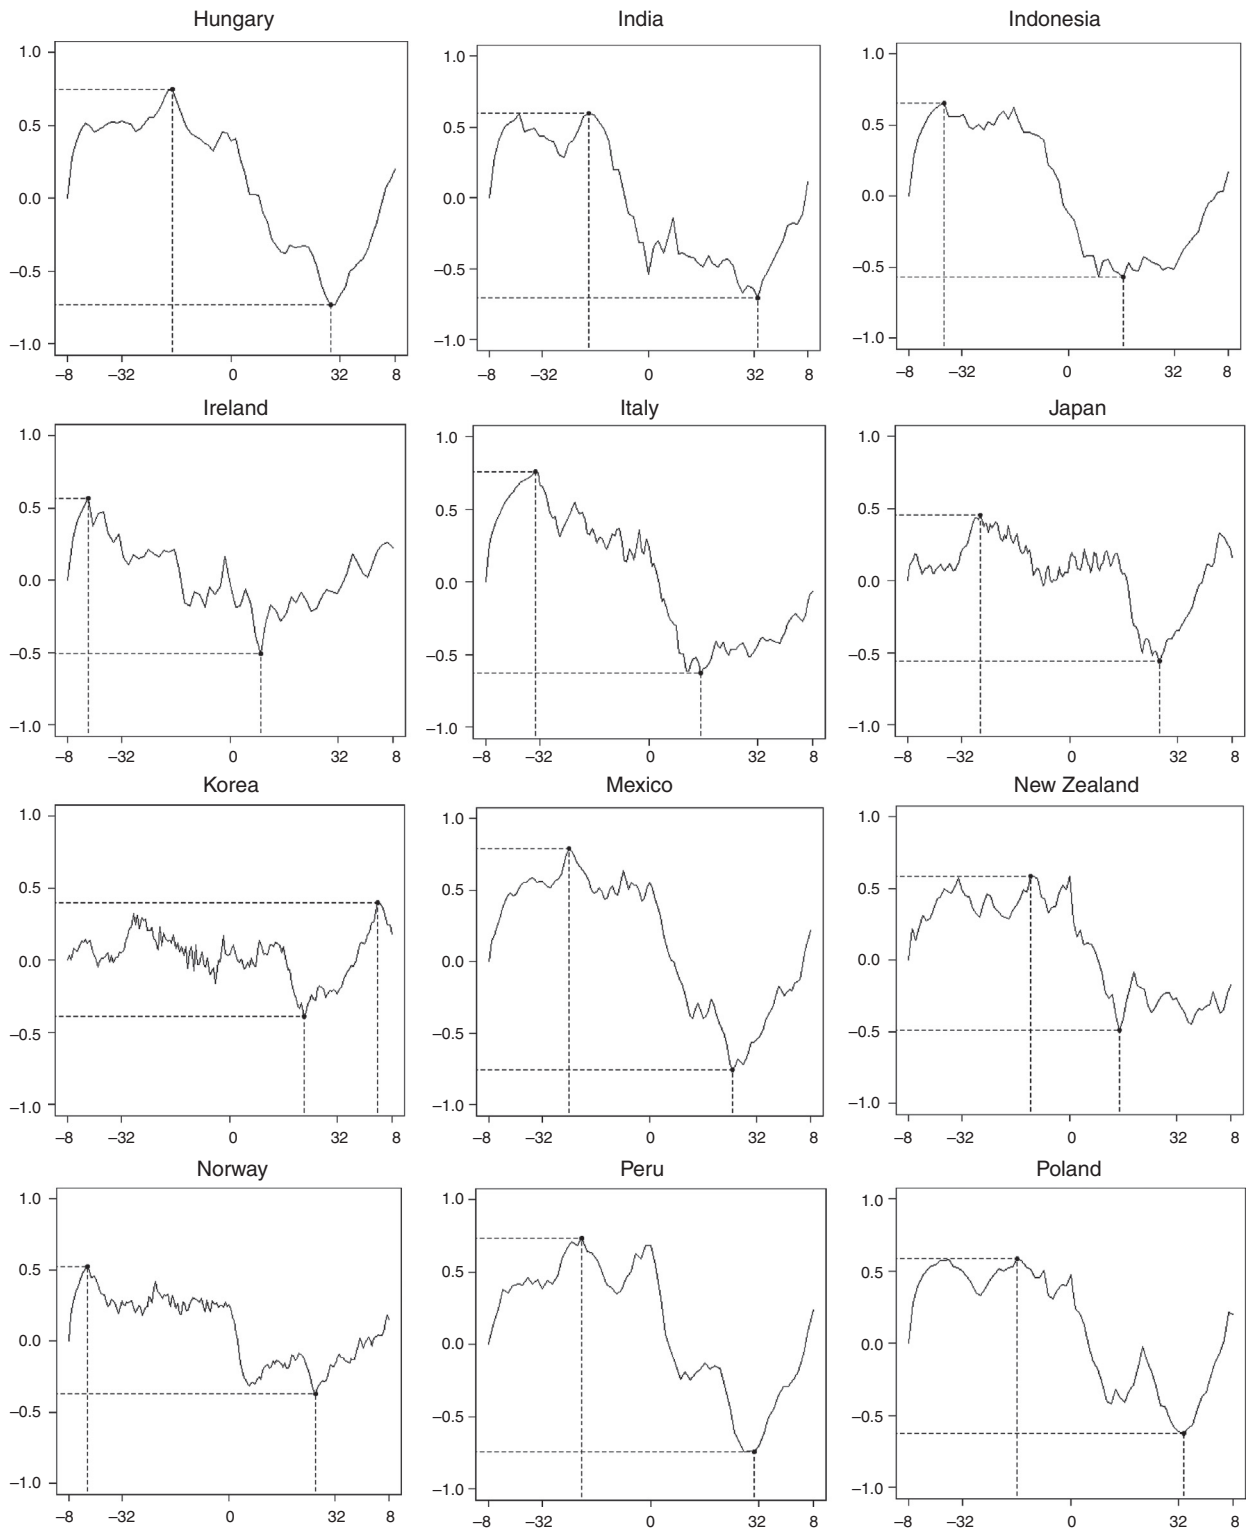 Hungary India Indonesia
1.0 1.0 1.0
0.5 0.5 0.5
0.0 0.0 0.0
−0.5 −0.5 −0.5
−1.0 −1.0 −1.0
−8 −32 0 32 8 −8 −32 0 32 8 −8 −32 0 32 8
Ireland Italy Japan
1.0 1.0 1.0
0.5 0.5 0.5
0.0 0.0 0.0
−0.5 −0.5 −0.5
−1.0 −1.0 −1.0
−8 −32 0 32 8 −8 −32 0 32 8 −8 −32 0 32 8
Korea Mexico New Zealand
1.0 1.0 1.0
0.5 0.5 0.5
0.0 0.0 0.0
−0.5 −0.5 −0.5
−1.0 −1.0 −1.0
−8 −32 0 32 8 −8 −32 0 32 8 −8 −32 0 32 8
Norway Peru Poland
1.0 1.0 1.0
0.5 0.5 0.5
0.0 0.0 0.0
−0.5 −0.5 −0.5
−1.0 −1.0 −1.0
−8 −32 0 32 8 −8 −32 0 32 8 −8 −32 0 32 8